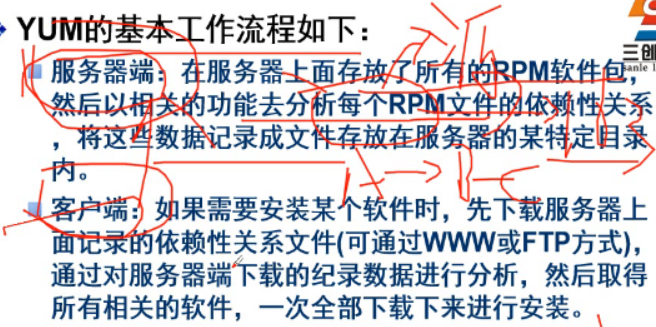 YUM的基本工作流程如下：
服务器端：在服务器上面存放了所有的RPM软件包，
然后以相关的功能去分析每个RPM文件的依赖性关系
，将这些数据记录成文件存放在服务器的某特定目录
内。
客户端：如果需要安装某个软件时，先下载服务器上
面记录的依赖性关系文件(可通过WWW或FTP方式)，
通过对服务器端下载的纪录数据进行分析，然后取得
所有相关的软件，一次全部下载下来进行安装。
三创
sanle
A→B-C